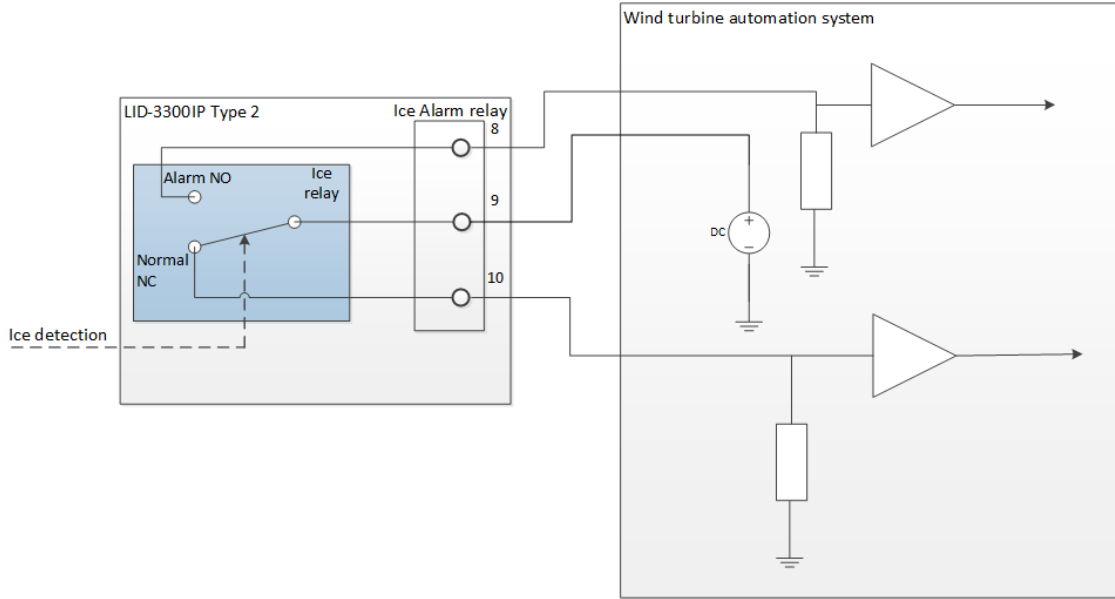 Wind turbine automation system
LID-3300IP Type 2
Ice Alarm relay
8
Alarm NO
Ice
relay
9
DC
+
−
Normal
NC
10
Ice detection